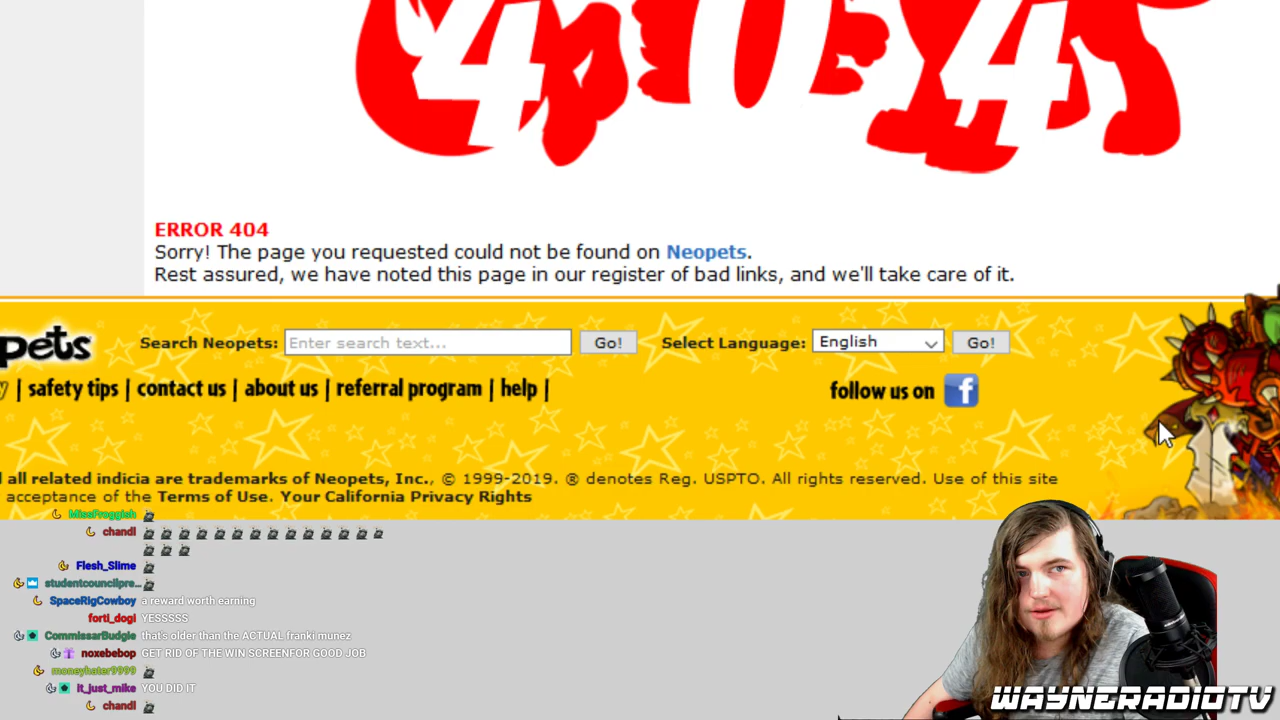 404
ERROR 404
Sorry! The page you requested could not be found on Neopets.
Rest assured, we have noted this page in our register of bad links, and we'll take care of it.
pets
Search Neopets: Enter search text... Go! Select Language: English Go!
y | safety tips | contact us | about us | referral program | help |
follow us on f
all related indicia are trademarks of Neopets, Inc., © 1999-2019. ® denotes Reg. USPTO. All rights reserved. Use of this site
acceptance of the Terms of Use. Your California Privacy Rights
MissFroggish
chandl
Flesh_Slime
studentcouncilpre...
SpaceRigCowboy a reward worth earning
forti_dogi YESSSSS
CommissarBudgie that's older than the ACTUAL franki munez
noxebebop GET RID OF THE WIN SCREENFOR GOOD JOB
moneyhater9999
it_just_mike YOU DID IT
chandl
WAYNERADIOTV